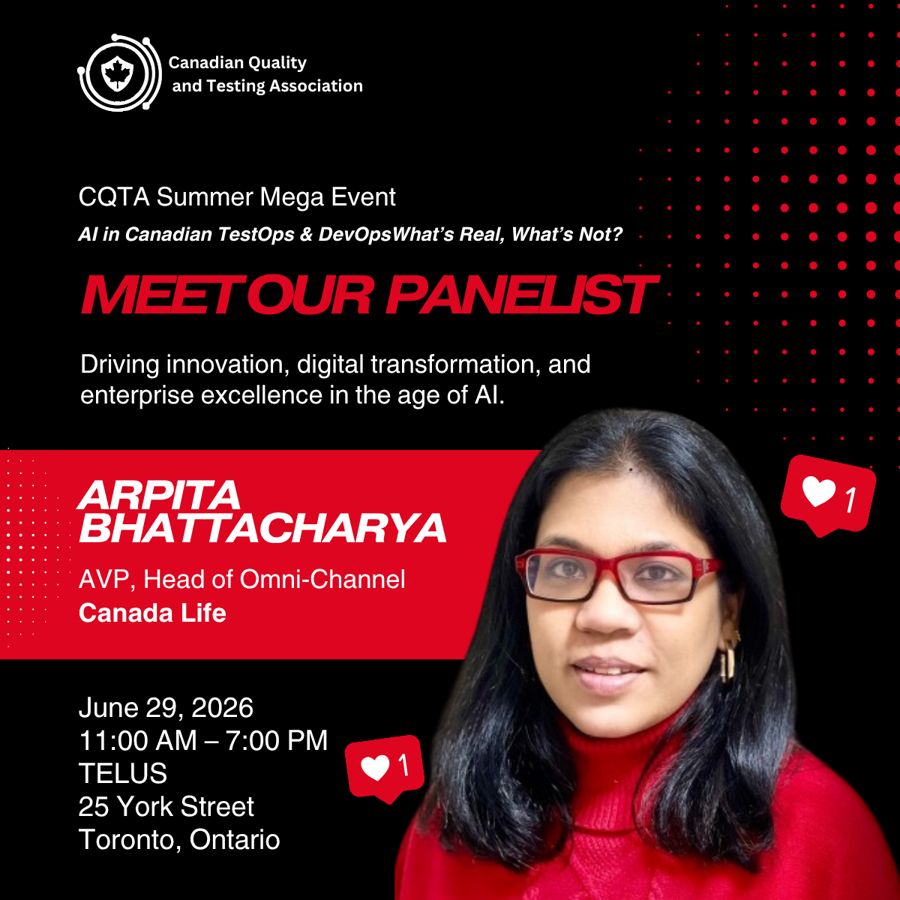 Canadian Quality
and Testing Association
CQTA Summer Mega Event
AI in Canadian TestOps & DevOpsWhat's Real, What's Not?
MEET OUR PANELIST
Driving innovation, digital transformation, and
enterprise excellence in the age of AI.
ARPITA
BHATTACHARYA
AVP, Head of Omni-Channel
Canada Life
1
June 29, 2026
11:00 AM – 7:00 PM
TELUS
25 York Street
Toronto, Ontario
1